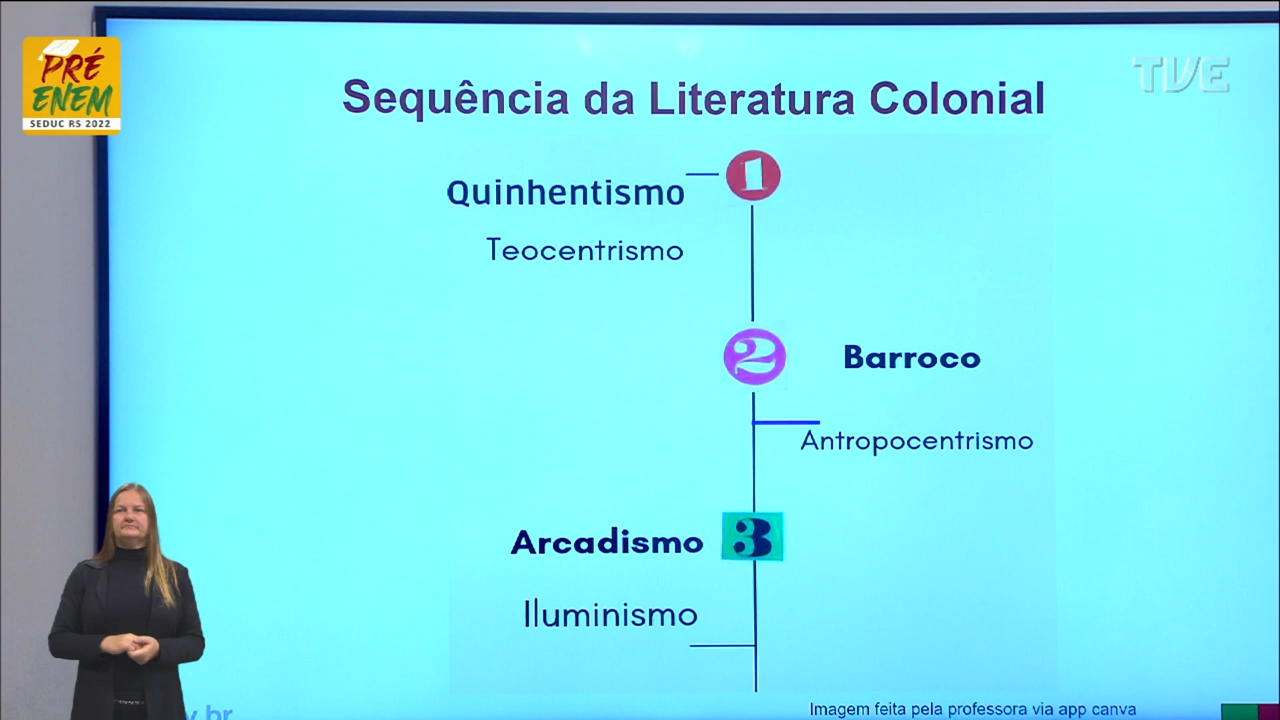 PRÉ
ENEM
SEDUC RS 2022
TVE
Sequência da Literatura Colonial
1
Quinhentismo
Teocentrismo
2
Barroco
Antropocentrismo
3
Arcadismo
Iluminismo
v.br
Imagem feita pela professora via app canva